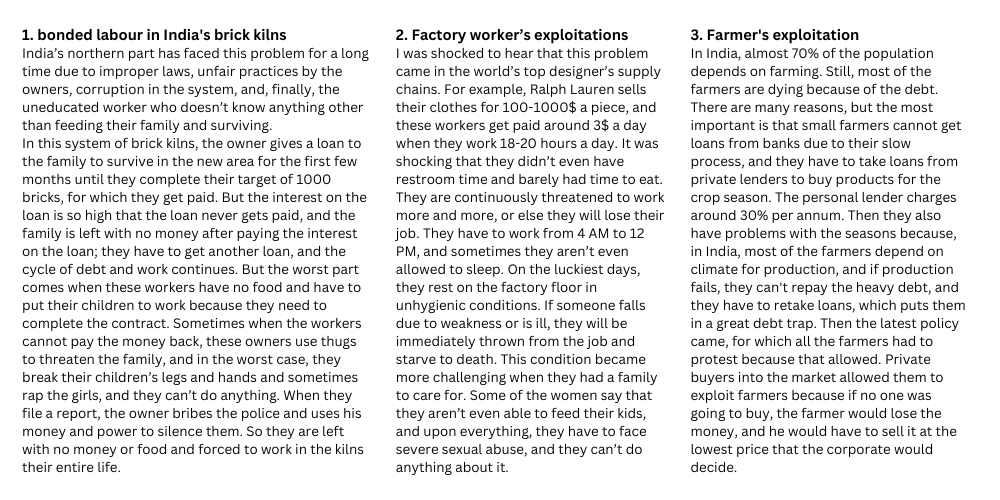 1. bonded labour in India's brick kilns
India's northern part has faced this problem for a long
time due to improper laws, unfair practices by the
owners, corruption in the system, and, finally, the
uneducated worker who doesn't know anything other
than feeding their family and surviving.
In this system of brick kilns, the owner gives a loan to
the family to survive in the new area for the first few
months until they complete their target of 1000
bricks, for which they get paid. But the interest on the
loan is so high that the loan never gets paid, and the
family is left with no money after paying the interest
on the loan; they have to get another loan, and the
cycle of debt and work continues. But the worst part
comes when these workers have no food and have to
put their children to work because they need to
complete the contract. Sometimes when the workers
cannot pay the money back, these owners use thugs
to threaten the family, and in the worst case, they
break their children's legs and hands and sometimes
rap the girls, and they can't do anything. When they
file a report, the owner bribes the police and uses his
money and power to silence them. So they are left
with no money or food and forced to work in the kilns
their entire life.
2. Factory worker's exploitations
I was shocked to hear that this problem
came in the world's top designer's supply
chains. For example, Ralph Lauren sells
their clothes for 100-1000$ a piece, and
these workers get paid around 3$ a day
when they work 18-20 hours a day. It was
shocking that they didn't even have
restroom time and barely had time to eat.
They are continuously threatened to work
more and more, or else they will lose their
job. They have to work from 4 AM to 12
PM, and sometimes they aren't even
allowed to sleep. On the luckiest days,
they rest on the factory floor in
unhygienic conditions. If someone falls
due to weakness or is ill, they will be
immediately thrown from the job and
starve to death. This condition became
more challenging when they had a family
to care for. Some of the women say that
they aren't even able to feed their kids,
and upon everything, they have to face
severe sexual abuse, and they can't do
anything about it.
3. Farmer's exploitation
In India, almost 70% of the population
depends on farming. Still, most of the
farmers are dying because of the debt.
There are many reasons, but the most
important is that small farmers cannot get
loans from banks due to their slow
process, and they have to take loans from
private lenders to buy products for the
crop season. The personal lender charges
around 30% per annum. Then they also
have problems with the seasons because,
in India, most of the farmers depend on
climate for production, and if production
fails, they can't repay the heavy debt, and
they have to retake loans, which puts them
in a great debt trap. Then the latest policy
came, for which all the farmers had to
protest because that allowed. Private
buyers into the market allowed them to
exploit farmers because if no one was
going to buy, the farmer would lose the
money, and he would have to sell it at the
lowest price that the corporate would
decide.